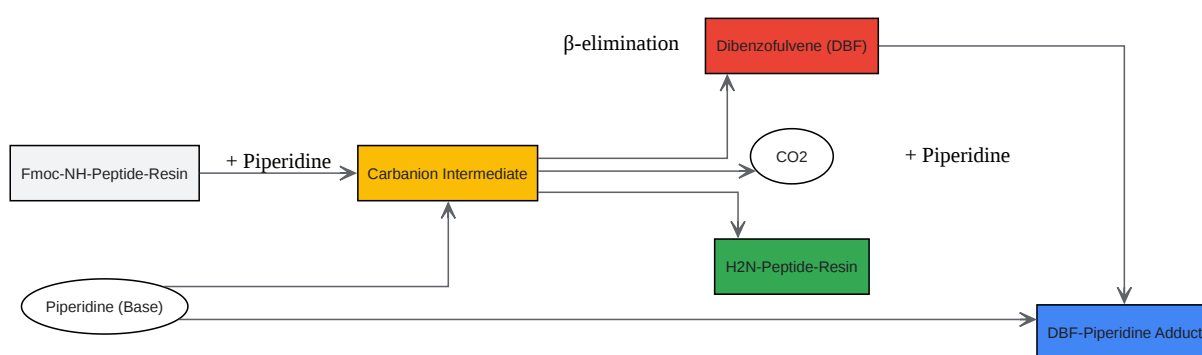 β-elimination
Dibenzofulvene (DBF)
Fmoc-NH-Peptide-Resin
+ Piperidine
Carbanion Intermediate
CO2
+ Piperidine
H2N-Peptide-Resin
Piperidine (Base)
DBF-Piperidine Adduct